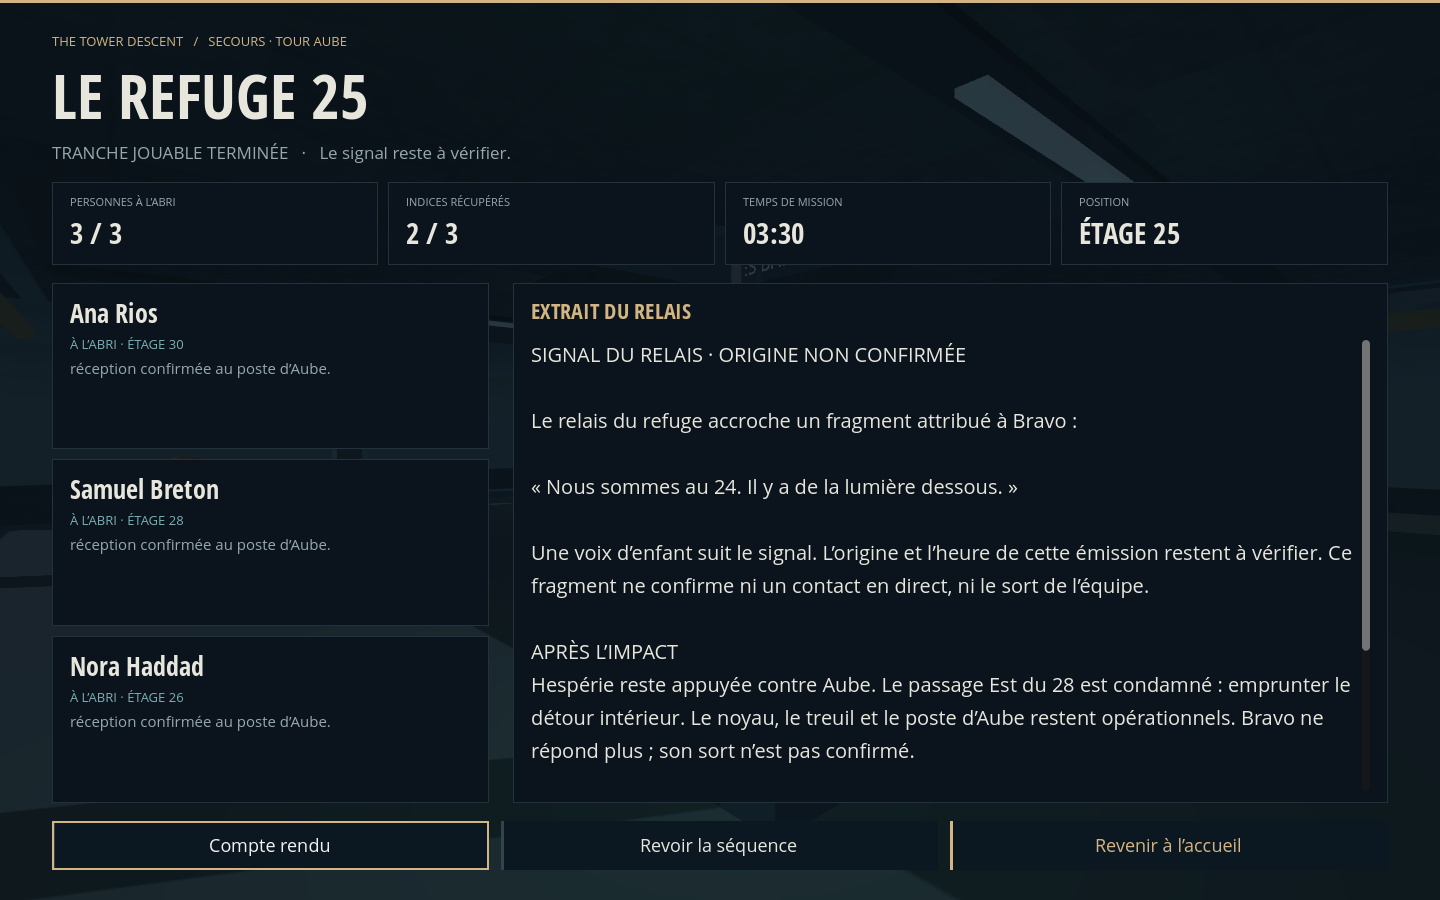 THE TOWER DESCENT / SECOURS · TOUR AUBE
LE REFUGE 25
TRANCHE JOUABLE TERMINÉE · Le signal reste à vérifier.
PERSONNES À L'ABRI
3 / 3
INDICES RÉCUPÉRÉS
2 / 3
TEMPS DE MISSION
03:30
POSITION
ÉTAGE 25
Ana Rios
À L'ABRI · ÉTAGE 30
réception confirmée au poste d'Aube.
Samuel Breton
À L'ABRI · ÉTAGE 28
réception confirmée au poste d'Aube.
Nora Haddad
À L'ABRI · ÉTAGE 26
réception confirmée au poste d'Aube.
EXTRAIT DU RELAIS
SIGNAL DU RELAIS · ORIGINE NON CONFIRMÉE
Le relais du refuge accroche un fragment attribué à Bravo :
« Nous sommes au 24. Il y a de la lumière dessous. »
Une voix d'enfant suit le signal. L'origine et l'heure de cette émission restent à vérifier. Ce
fragment ne confirme ni un contact en direct, ni le sort de l'équipe.
APRÈS L'IMPACT
Hespérie reste appuyée contre Aube. Le passage Est du 28 est condamné : emprunter le
détour intérieur. Le noyau, le treuil et le poste d'Aube restent opérationnels. Bravo ne
répond plus ; son sort n'est pas confirmé.
Compte rendu
Revoir la séquence
Revenir à l'accueil